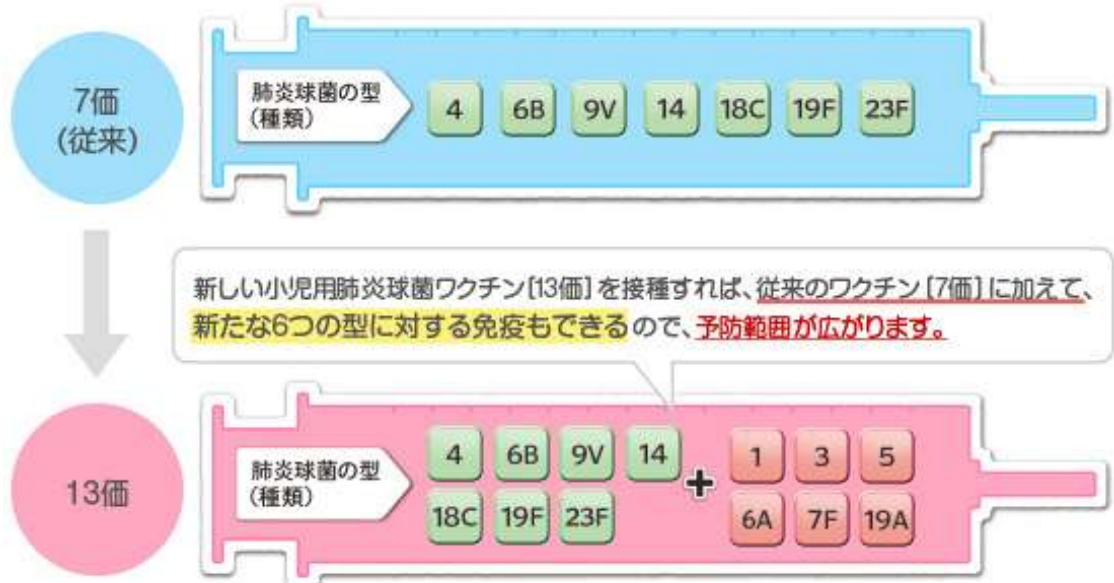 7価
(従来)
肺炎球菌の型
(種類)
4 6B 9V 14 18C 19F 23F
新しい小児用肺炎球菌ワクチン[13価]を接種すれば、従来のワクチン[7価]に加えて、
新たな6つの型に対する免疫もできるので、予防範囲が広がります。
13価
肺炎球菌の型
(種類)
4 6B 9V 14 + 1 3 5
18C 19F 23F 6A 7F 19A